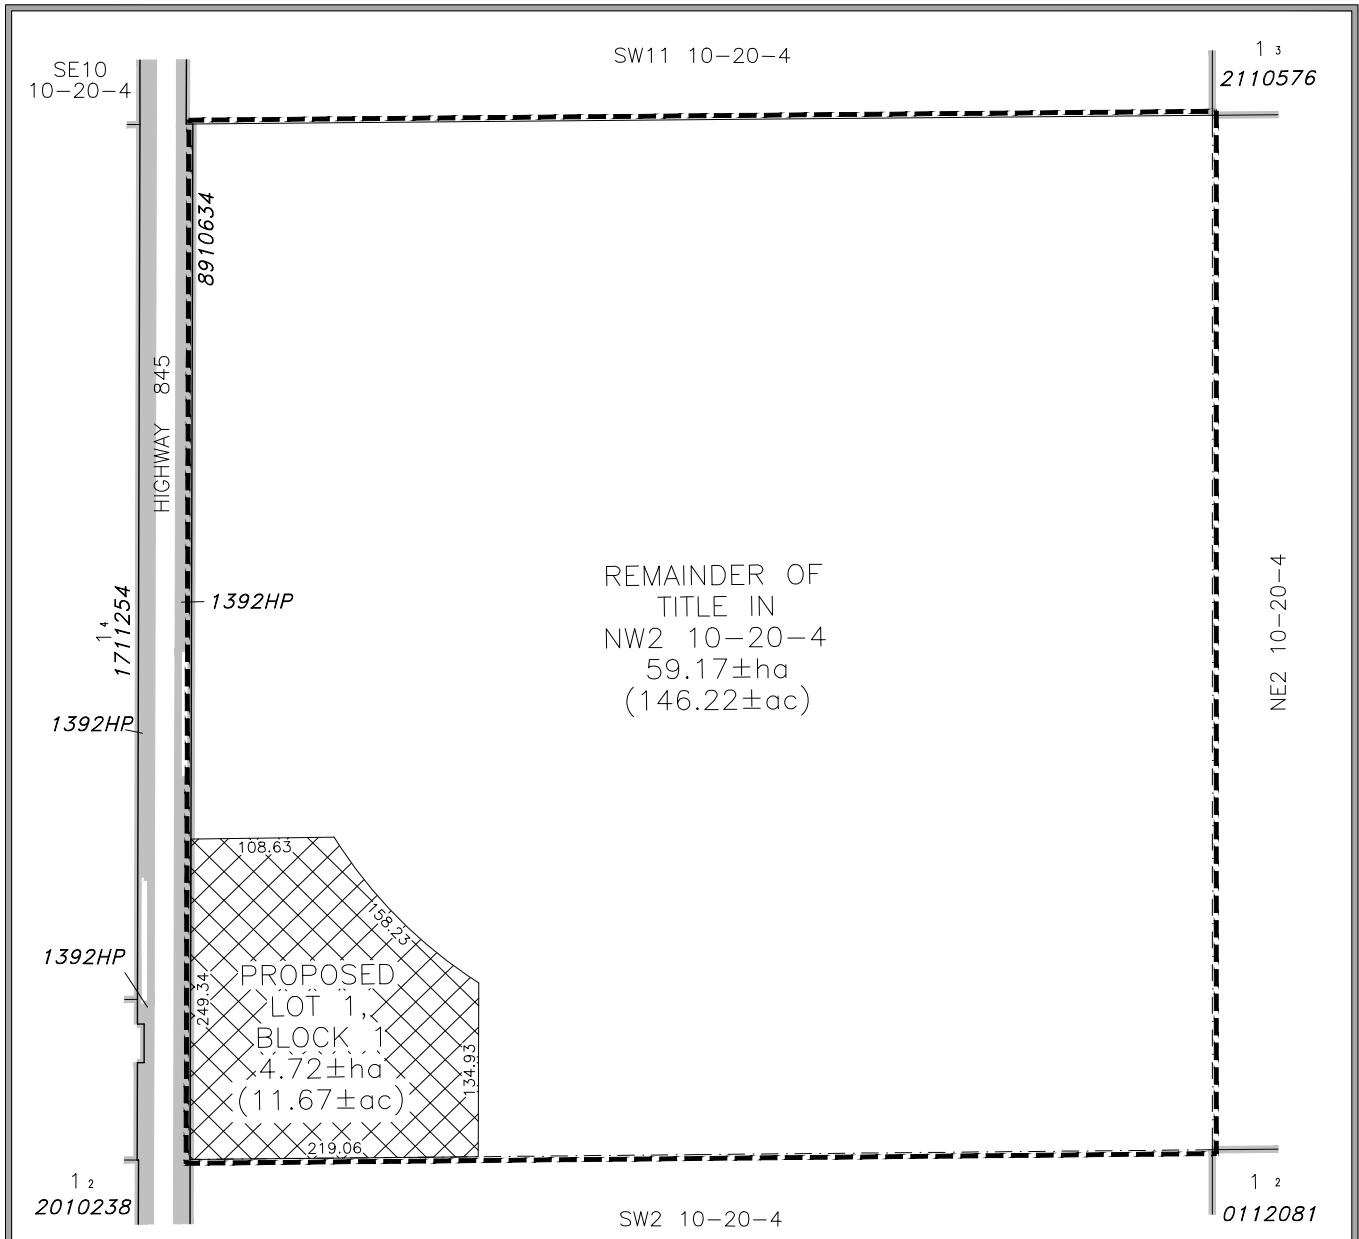 SW11 10-20-4
1 3
2110576
SE10
10-20-4
8910634
HIGHWAY 845
1392HP
REMAINDER OF
TITLE IN
NW2 10-20-4
59.17±ha
(146.22±ac)
NE2 10-20-4
1 4
1711254
1392HP
108.63
158.23
1392HP
249.34
PROPOSED
LOT 1,
BLOCK 1
4.72±ha
(11.67±ac)
134.93
219.06
1 2
2010238
SW2 10-20-4
1 2
0112081